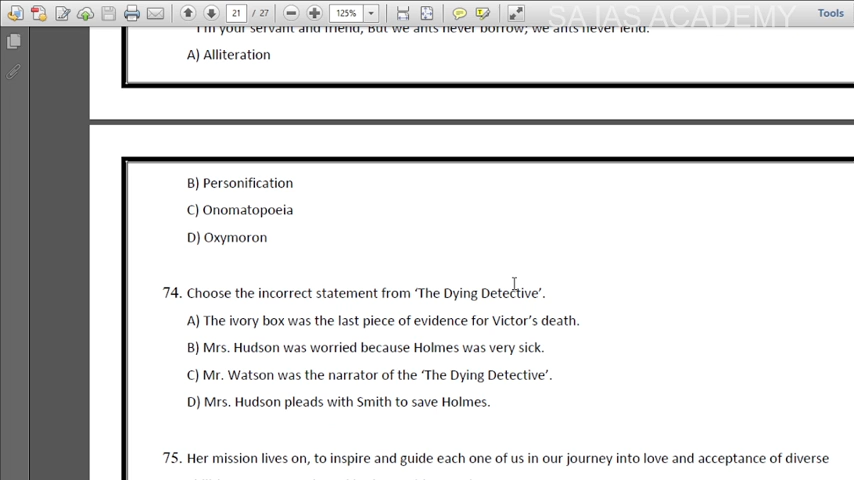 21 / 27
125%
SA IAS ACADEMY
Tools
I'm your servant and friend, But we ants never borrow; we ants never lend.
A) Alliteration
B) Personification
C) Onomatopoeia
D) Oxymoron
74. Choose the incorrect statement from ‘The Dying Detective’.
A) The ivory box was the last piece of evidence for Victor’s death.
B) Mrs. Hudson was worried because Holmes was very sick.
C) Mr. Watson was the narrator of the ‘The Dying Detective’.
D) Mrs. Hudson pleads with Smith to save Holmes.
75. Her mission lives on, to inspire and guide each one of us in our journey into love and acceptance of diverse